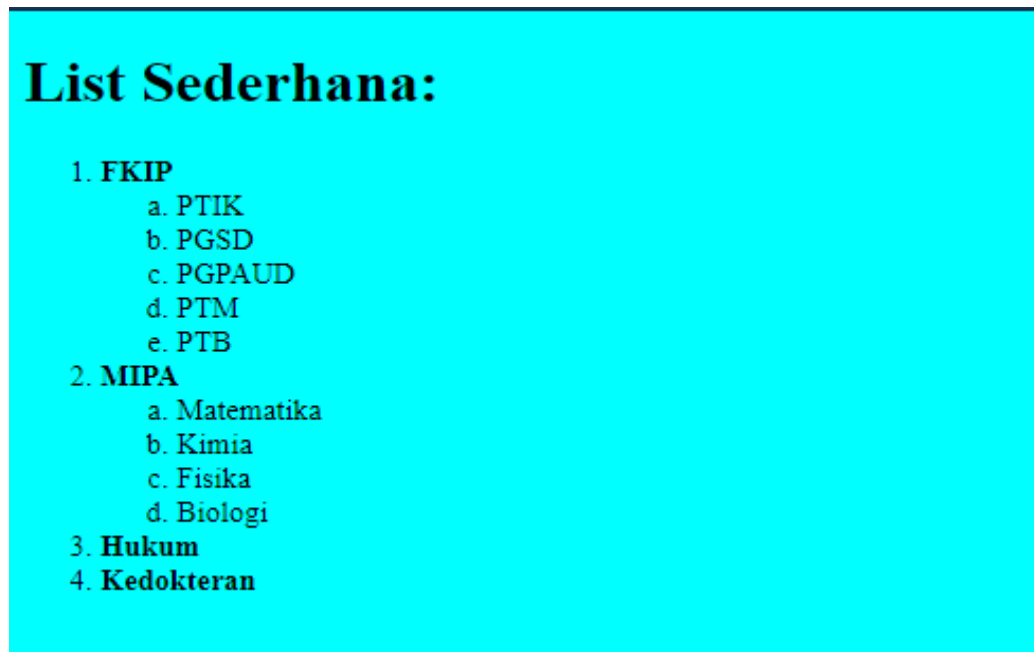 List Sederhana:
1. FKIP
a. PTIK
b. PGSD
c. PGPAUD
d. PTM
e. PTB
2. MIPA
a. Matematika
b. Kimia
c. Fisika
d. Biologi
3. Hukum
4. Kedokteran